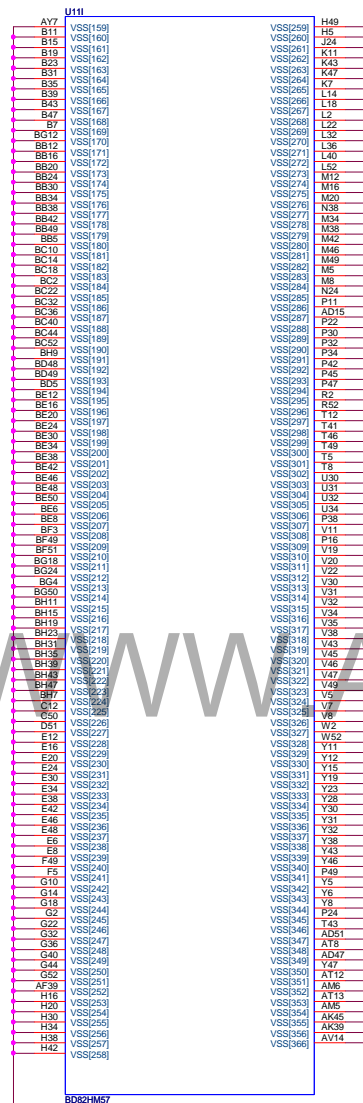 U11I
AY7 VSS[159] VSS[259] H49
B11 VSS[160] VSS[260] H5
B15 VSS[161] VSS[261] J24
B19 VSS[162] VSS[262] K11
B23 VSS[163] VSS[263] K43
B31 VSS[164] VSS[264] K47
B35 VSS[165] VSS[265] K7
B39 VSS[166] VSS[266] L14
B43 VSS[167] VSS[267] L18
B47 VSS[168] VSS[268] L2
B7 VSS[169] VSS[269] L22
BG12 VSS[170] VSS[270] L32
BB12 VSS[171] VSS[271] L36
BB16 VSS[172] VSS[272] L40
BB20 VSS[173] VSS[273] L52
BB24 VSS[174] VSS[274] M12
BB30 VSS[175] VSS[275] M16
BB34 VSS[176] VSS[276] M20
BB38 VSS[177] VSS[277] N38
BB42 VSS[178] VSS[278] M34
BB49 VSS[179] VSS[279] M38
BB5 VSS[180] VSS[280] M42
BC10 VSS[181] VSS[281] M46
BC14 VSS[182] VSS[282] M49
BC18 VSS[183] VSS[283] M5
BC2 VSS[184] VSS[284] M8
BC22 VSS[185] VSS[285] N24
BC32 VSS[186] VSS[286] P11
BC36 VSS[187] VSS[287] AD15
BC40 VSS[188] VSS[288] P22
BC44 VSS[189] VSS[289] P30
BC52 VSS[190] VSS[290] P32
BH9 VSS[191] VSS[291] P34
BD48 VSS[192] VSS[292] P42
BD49 VSS[193] VSS[293] P45
BD5 VSS[194] VSS[294] P47
BE12 VSS[195] VSS[295] R2
BE16 VSS[196] VSS[296] R52
BE20 VSS[197] VSS[297] T12
BE24 VSS[198] VSS[298] T41
BE30 VSS[199] VSS[299] T46
BE34 VSS[200] VSS[300] T49
BE38 VSS[201] VSS[301] T5
BE42 VSS[202] VSS[302] T8
BE46 VSS[203] VSS[303] U30
BE48 VSS[204] VSS[304] U31
BE50 VSS[205] VSS[305] U32
BE6 VSS[206] VSS[306] U34
BE8 VSS[207] VSS[307] P38
BF3 VSS[208] VSS[308] V11
BF49 VSS[209] VSS[309] P16
BF51 VSS[210] VSS[310] V19
BG18 VSS[211] VSS[311] V20
BG24 VSS[212] VSS[312] V22
BG4 VSS[213] VSS[313] V30
BG50 VSS[214] VSS[314] V31
BH11 VSS[215] VSS[315] V32
BH15 VSS[216] VSS[316] V34
BH19 VSS[217] VSS[317] V35
BH23 VSS[218] VSS[318] V38
BH31 VSS[219] VSS[319] V43
BH35 VSS[220] VSS[320] V45
BH39 VSS[221] VSS[321] V46
BH43 VSS[222] VSS[322] V47
BH47 VSS[223] VSS[323] V49
BH7 VSS[224] VSS[324] V5
C12 VSS[225] VSS[325] V7
C50 VSS[226] VSS[326] V8
D51 VSS[227] VSS[327] W2
E12 VSS[228] VSS[328] W52
E16 VSS[229] VSS[329] Y11
E20 VSS[230] VSS[330] Y12
E24 VSS[231] VSS[331] Y15
E30 VSS[232] VSS[332] Y19
E34 VSS[233] VSS[333] Y23
E38 VSS[234] VSS[334] Y28
E42 VSS[235] VSS[335] Y30
E46 VSS[236] VSS[336] Y31
E48 VSS[237] VSS[337] Y32
E6 VSS[238] VSS[338] Y38
E8 VSS[239] VSS[339] Y43
F49 VSS[240] VSS[340] Y46
F5 VSS[241] VSS[341] P49
G10 VSS[242] VSS[342] Y5
G14 VSS[243] VSS[343] Y6
G18 VSS[244] VSS[344] Y8
G2 VSS[245] VSS[345] P24
G22 VSS[246] VSS[346] T43
G32 VSS[247] VSS[347] AD51
G36 VSS[248] VSS[348] AT8
G40 VSS[249] VSS[349] AD47
G44 VSS[250] VSS[350] Y47
G52 VSS[251] VSS[351] AT12
AF39 VSS[252] VSS[352] AM6
H16 VSS[253] VSS[353] AT13
H20 VSS[254] VSS[354] AM5
H30 VSS[255] VSS[355] AK45
H34 VSS[256] VSS[356] AK39
H38 VSS[257] VSS[366] AV14
H42 VSS[258]
WWW.
BD82HM57